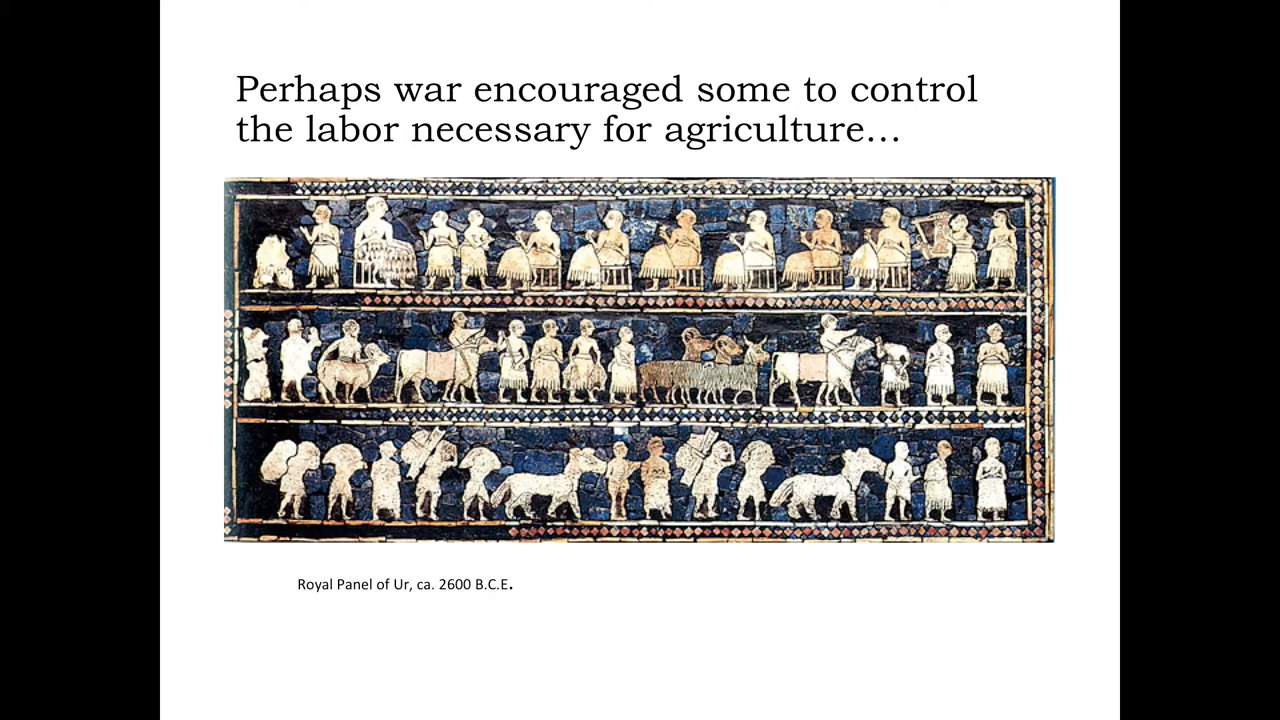 Perhaps war encouraged some to control
the labor necessary for agriculture…
Royal Panel of Ur, ca. 2600 B.C.E.